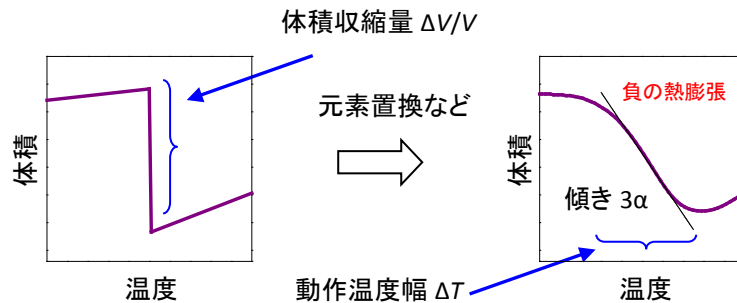 体積収縮量 ΔV/V
体積
温度
元素置換など
負の熱膨張
体積
傾き 3α
温度
動作温度幅 ΔT